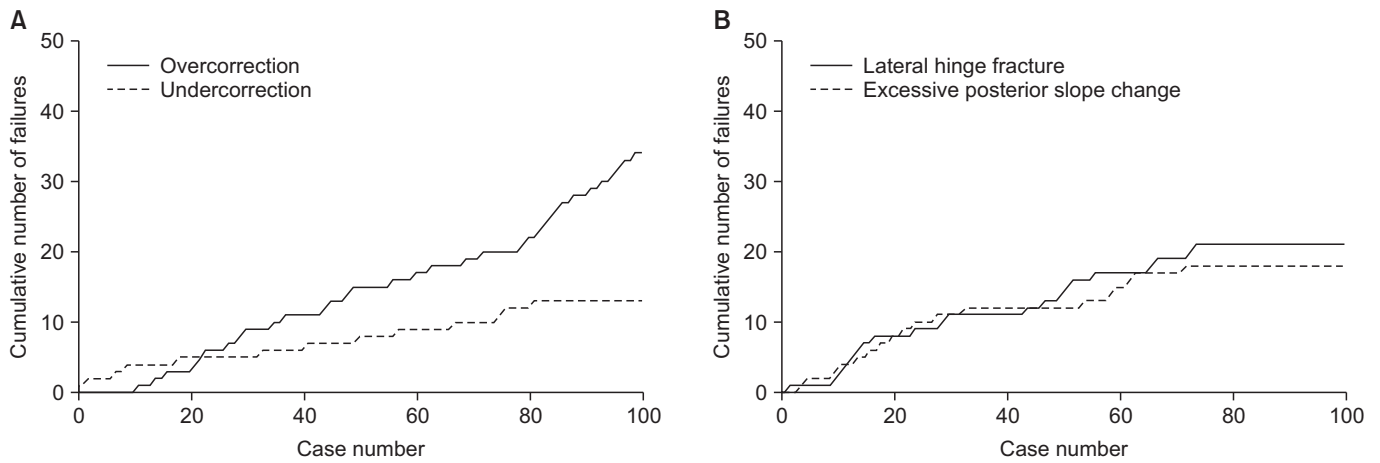 A
50
40
30
20
10
0
Cumulative number of failures
Overcorrection
Undercorrection
0 20 40 60 80 100
Case number
B
50
40
30
20
10
0
Cumulative number of failures
Lateral hinge fracture
Excessive posterior slope change
0 20 40 60 80 100
Case number